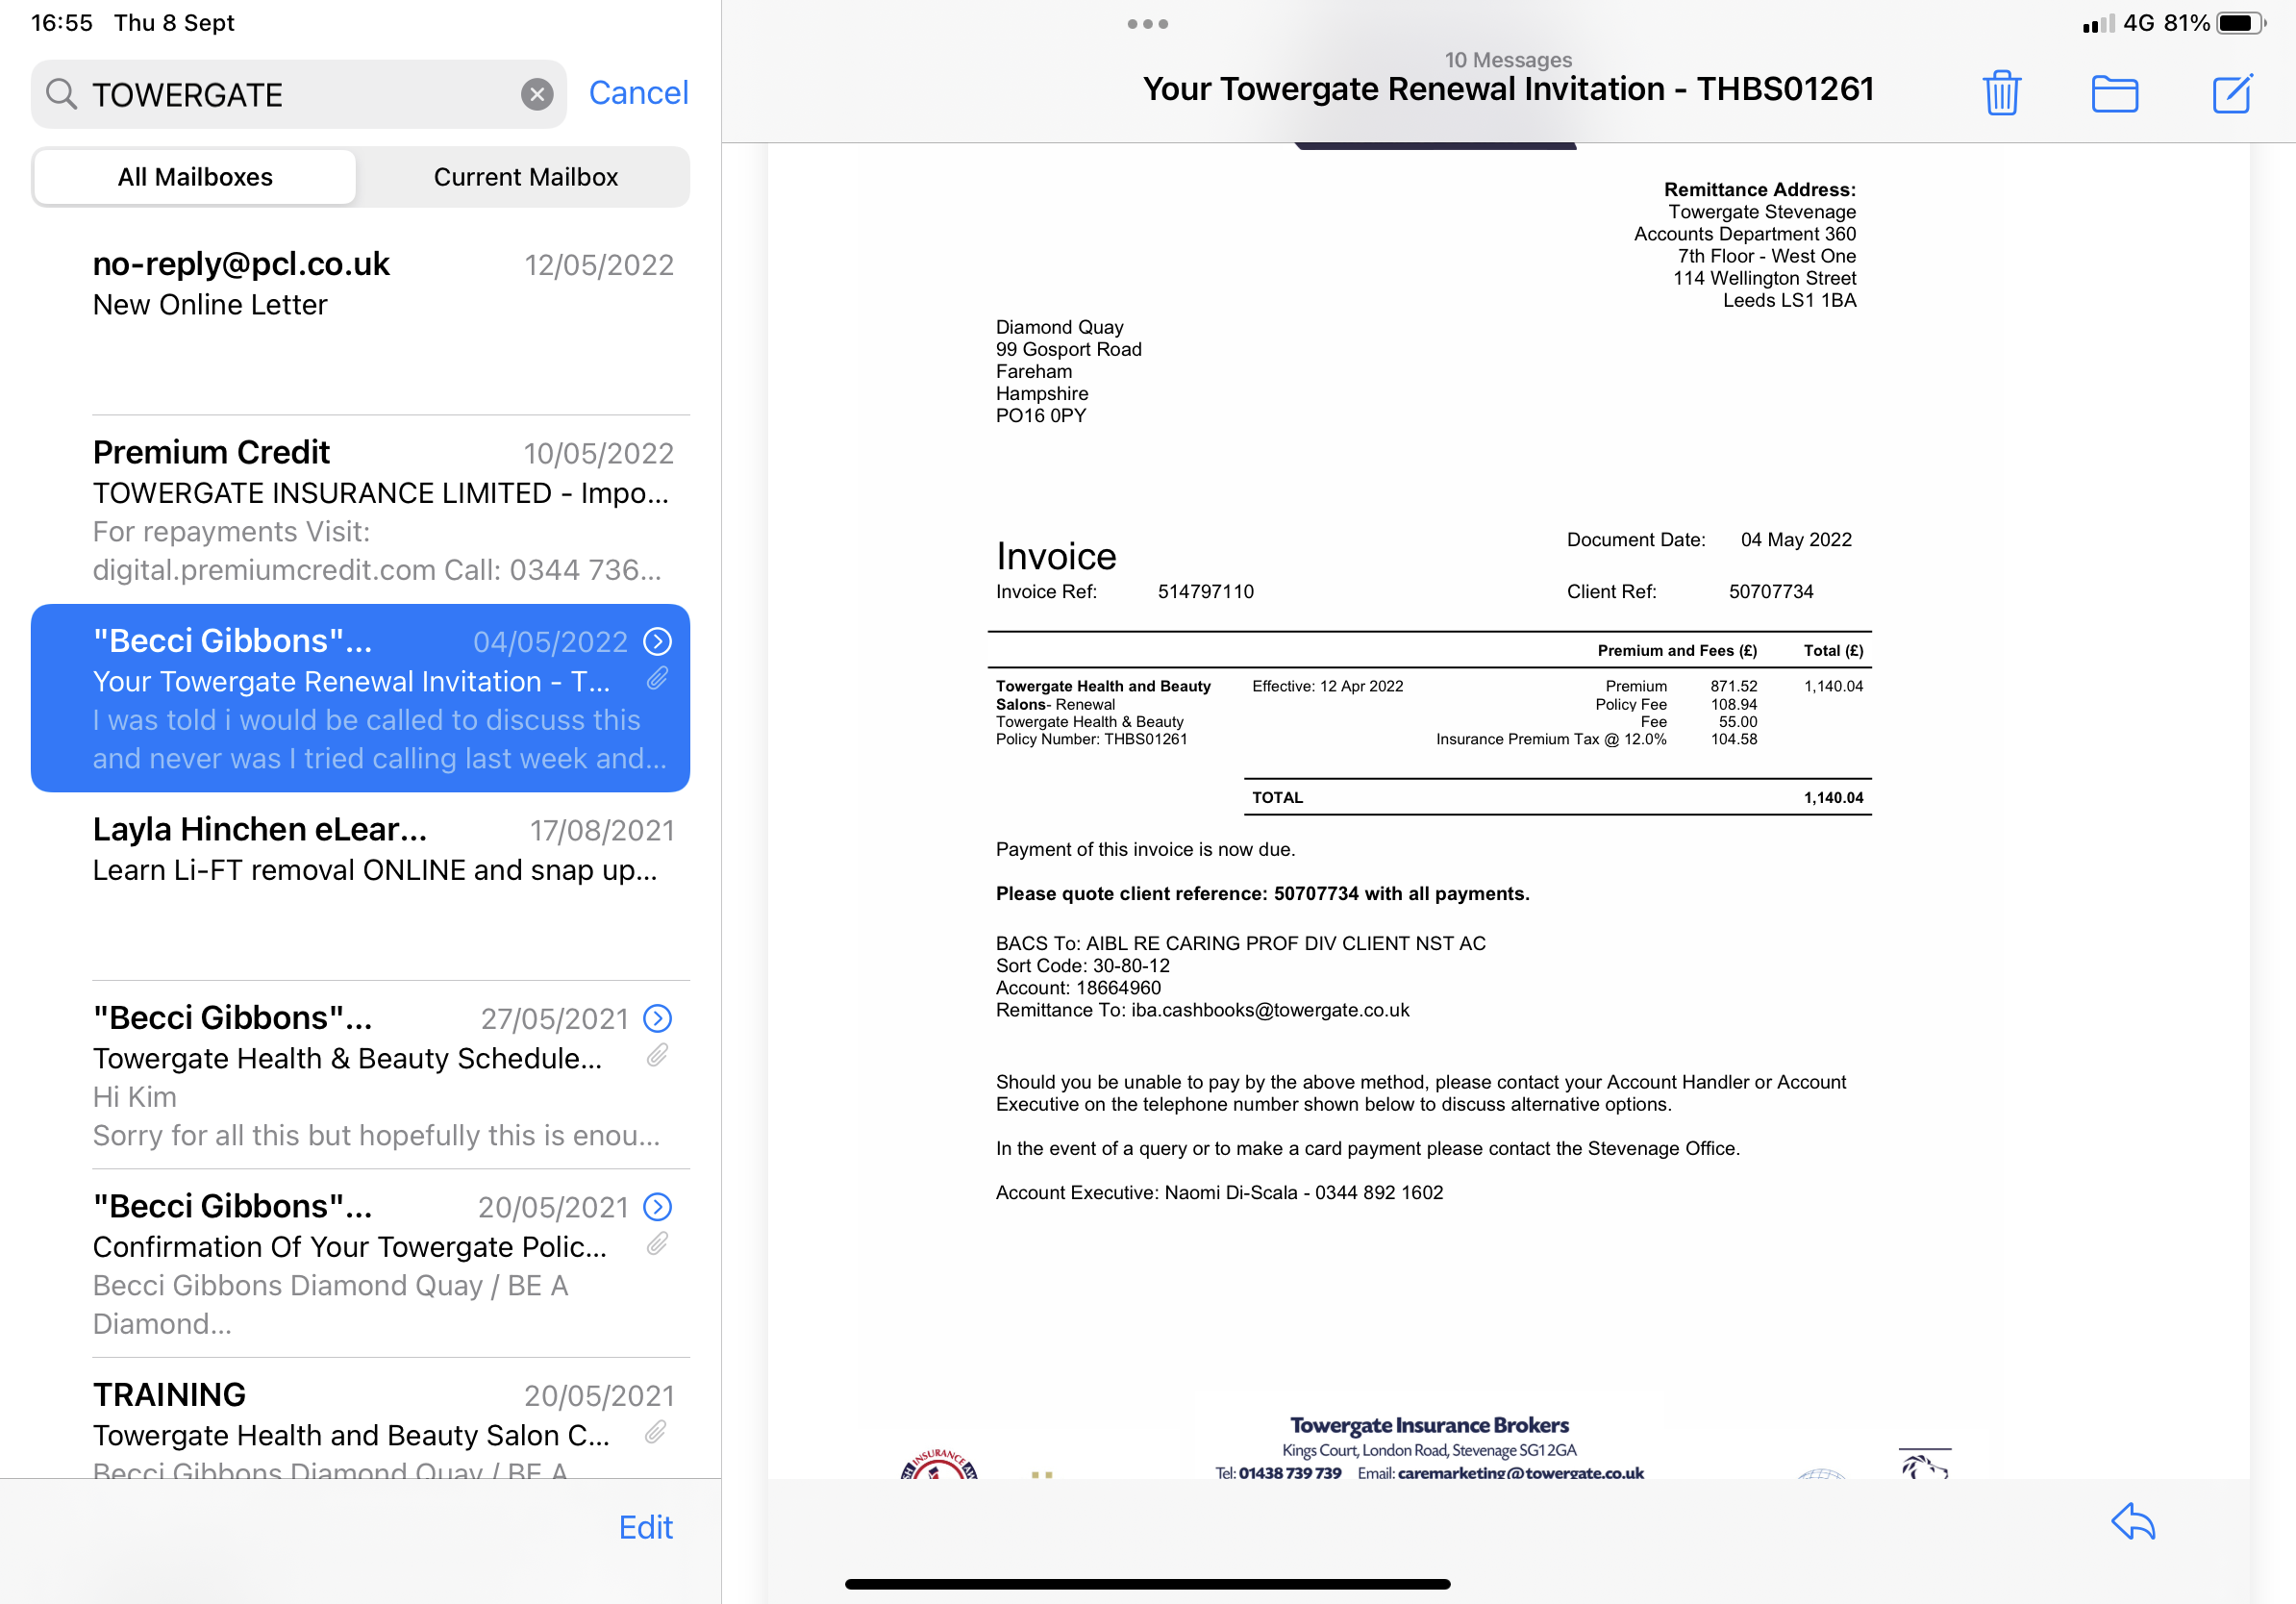 16:55 Thu 8 Sept
4G 81%
TOWERGATE
Cancel
All Mailboxes
Current Mailbox
no-reply@pcl.co.uk 12/05/2022
New Online Letter
Premium Credit 10/05/2022
TOWERGATE INSURANCE LIMITED - Impo...
For repayments Visit:
digital.premiumcredit.com Call: 0344 736...
"Becci Gibbons"... 04/05/2022
Your Towergate Renewal Invitation - T...
I was told i would be called to discuss this
and never was I tried calling last week and...
Layla Hinchen eLear... 17/08/2021
Learn Li-FT removal ONLINE and snap up...
"Becci Gibbons"... 27/05/2021
Towergate Health & Beauty Schedule...
Hi Kim
Sorry for all this but hopefully this is enou...
"Becci Gibbons"... 20/05/2021
Confirmation Of Your Towergate Polic...
Becci Gibbons Diamond Quay / BE A
Diamond...
TRAINING 20/05/2021
Towergate Health and Beauty Salon C...
Becci Gibbons Diamond Quay / BE A
Edit
10 Messages
Your Towergate Renewal Invitation - THBS01261
Remittance Address:
Towergate Stevenage
Accounts Department 360
7th Floor - West One
114 Wellington Street
Leeds LS1 1BA
Diamond Quay
99 Gosport Road
Fareham
Hampshire
PO16 0PY
Invoice
Document Date: 04 May 2022
Invoice Ref: 514797110
Client Ref: 50707734
Premium and Fees (£) Total (£)
Towergate Health and Beauty Effective: 12 Apr 2022 Premium 871.52 1,140.04
Salons- Renewal Policy Fee 108.94
Towergate Health & Beauty Fee 55.00
Policy Number: THBS01261 Insurance Premium Tax @ 12.0% 104.58
TOTAL 1,140.04
Payment of this invoice is now due.
Please quote client reference: 50707734 with all payments.
BACS To: AIBL RE CARING PROF DIV CLIENT NST AC
Sort Code: 30-80-12
Account: 18664960
Remittance To: iba.cashbooks@towergate.co.uk
Should you be unable to pay by the above method, please contact your Account Handler or Account
Executive on the telephone number shown below to discuss alternative options.
In the event of a query or to make a card payment please contact the Stevenage Office.
Account Executive: Naomi Di-Scala - 0344 892 1602
Towergate Insurance Brokers
Kings Court, London Road, Stevenage SG1 2GA
Tel: 01438 739 739 Email: caremarketing@towergate.co.uk
INSURANCE